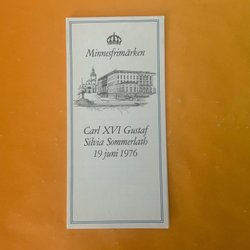 Minnesfrimärken
Carl XVI Gustaf
Silvia Sommerlath
19 juni 1976